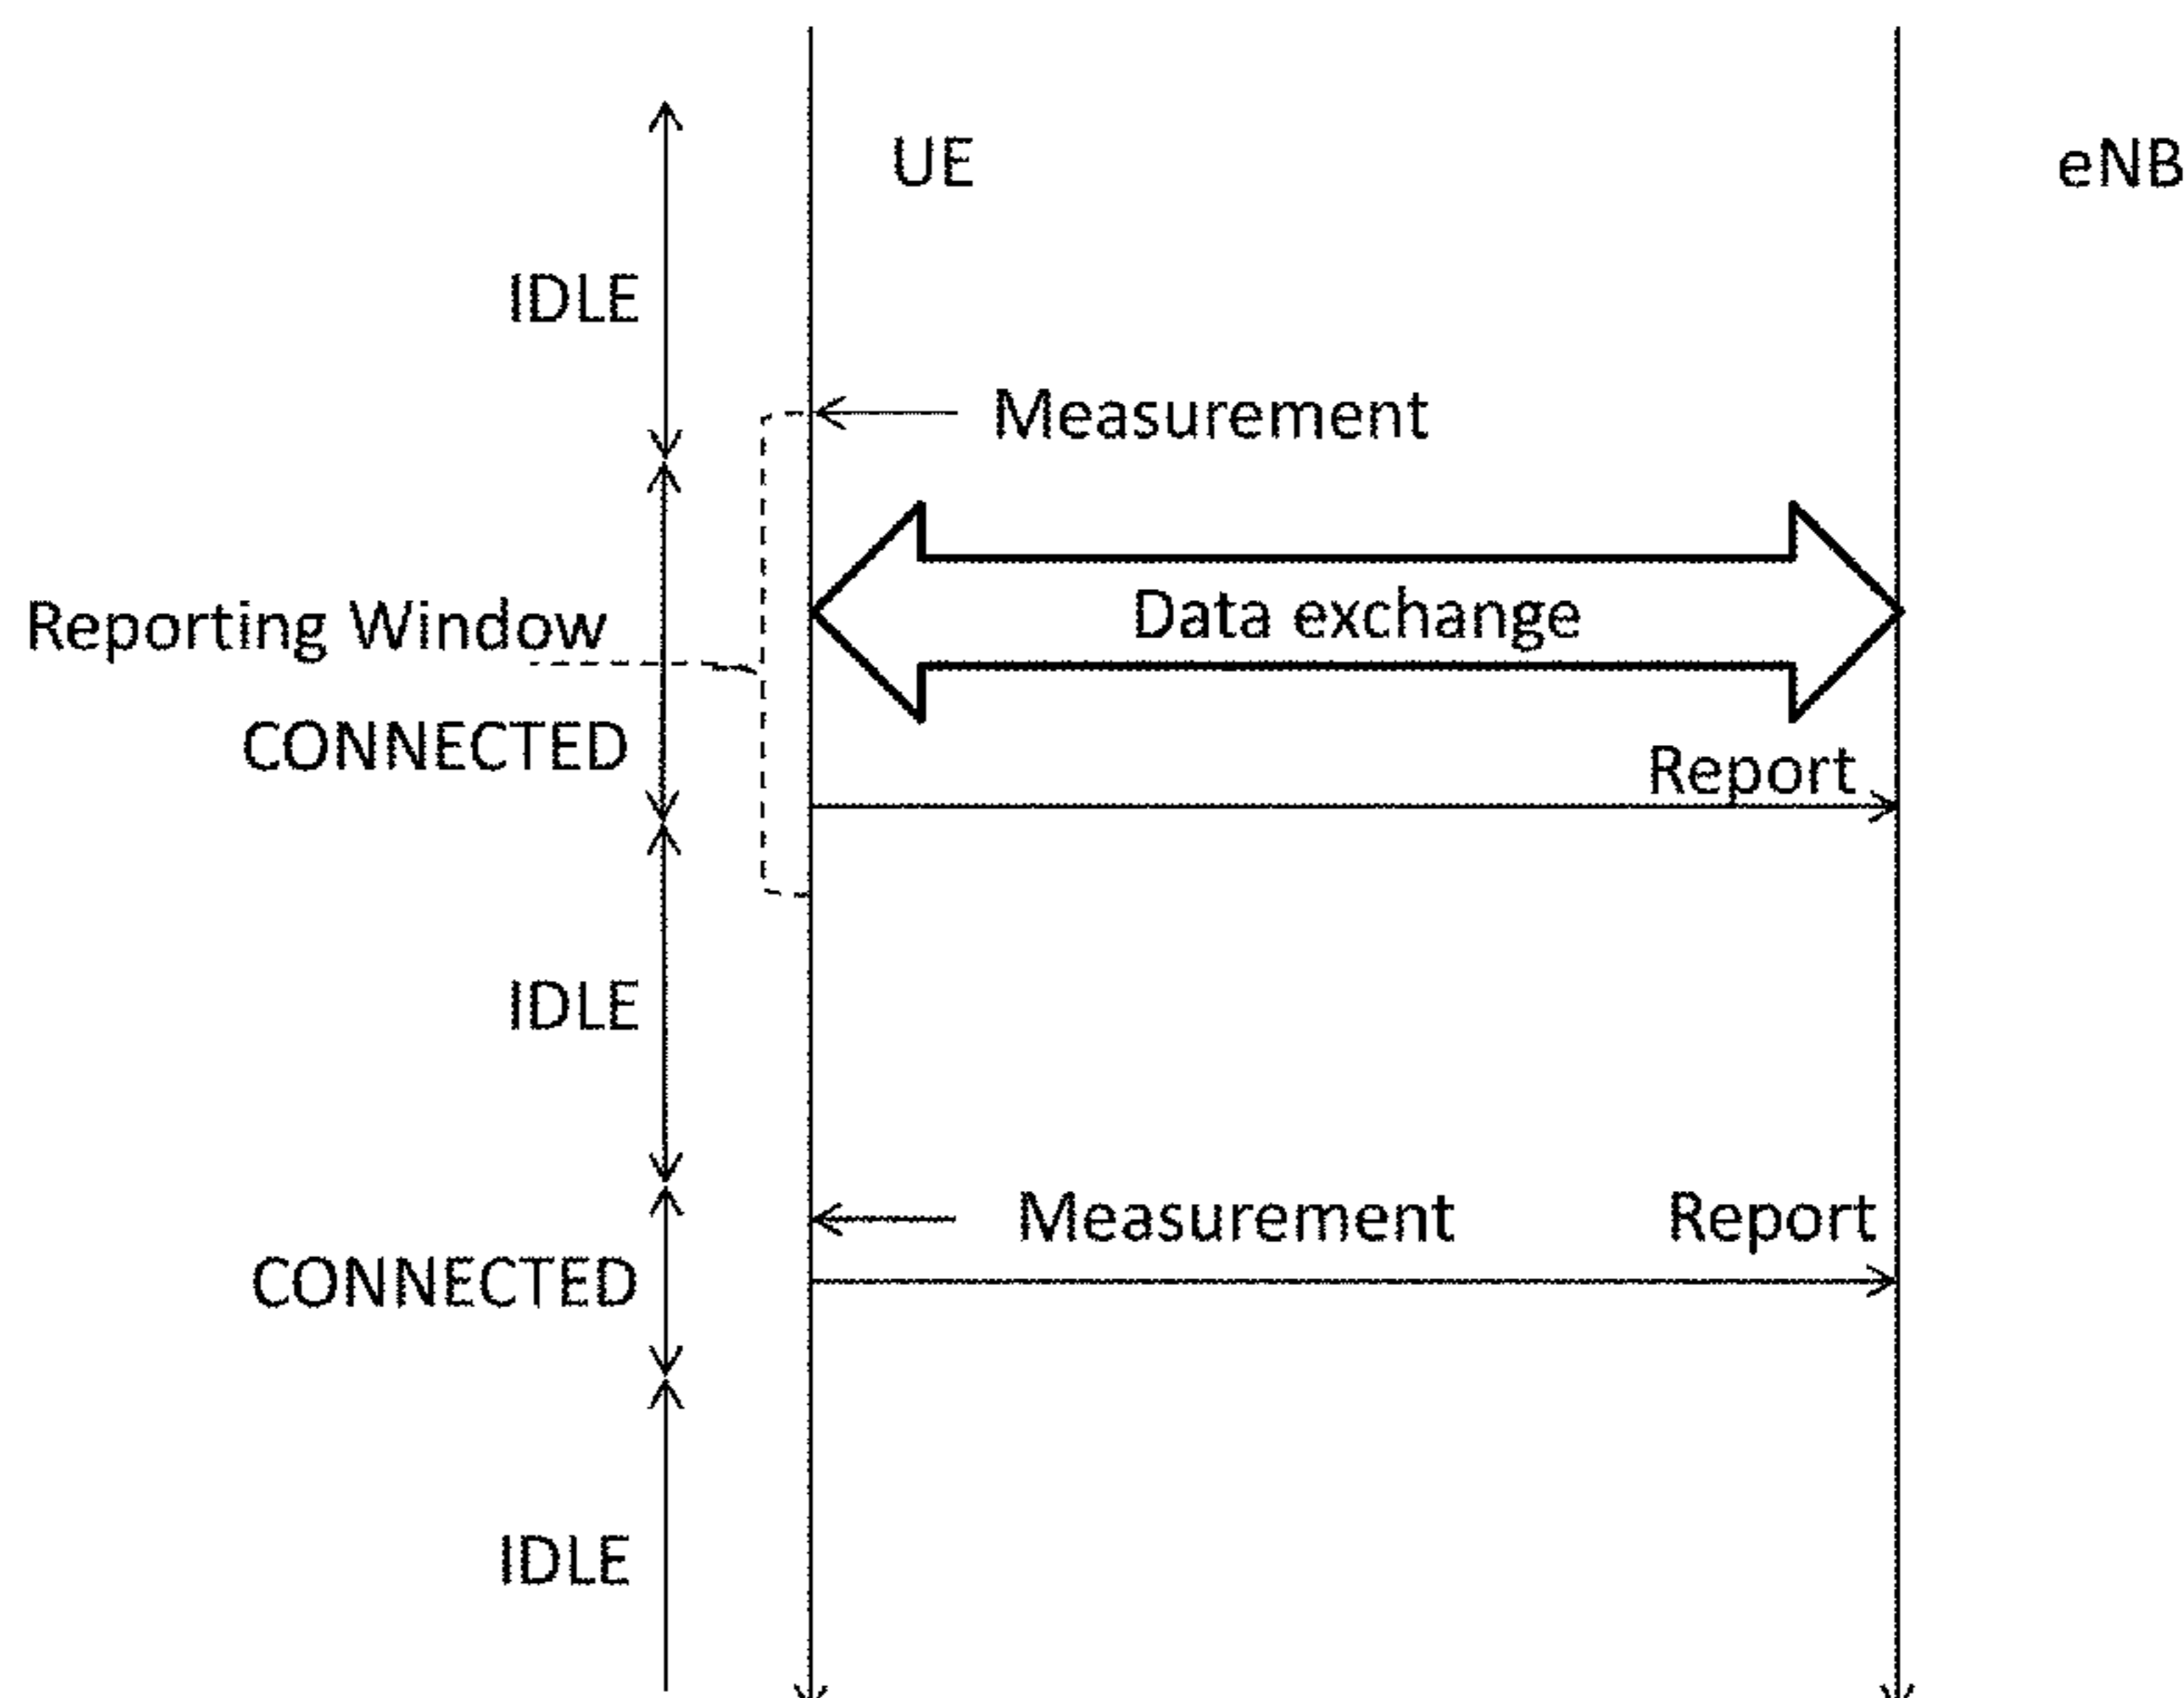 UE
eNB
IDLE
Measurement
Reporting Window
Data exchange
CONNECTED
Report
IDLE
Measurement
Report
CONNECTED
IDLE